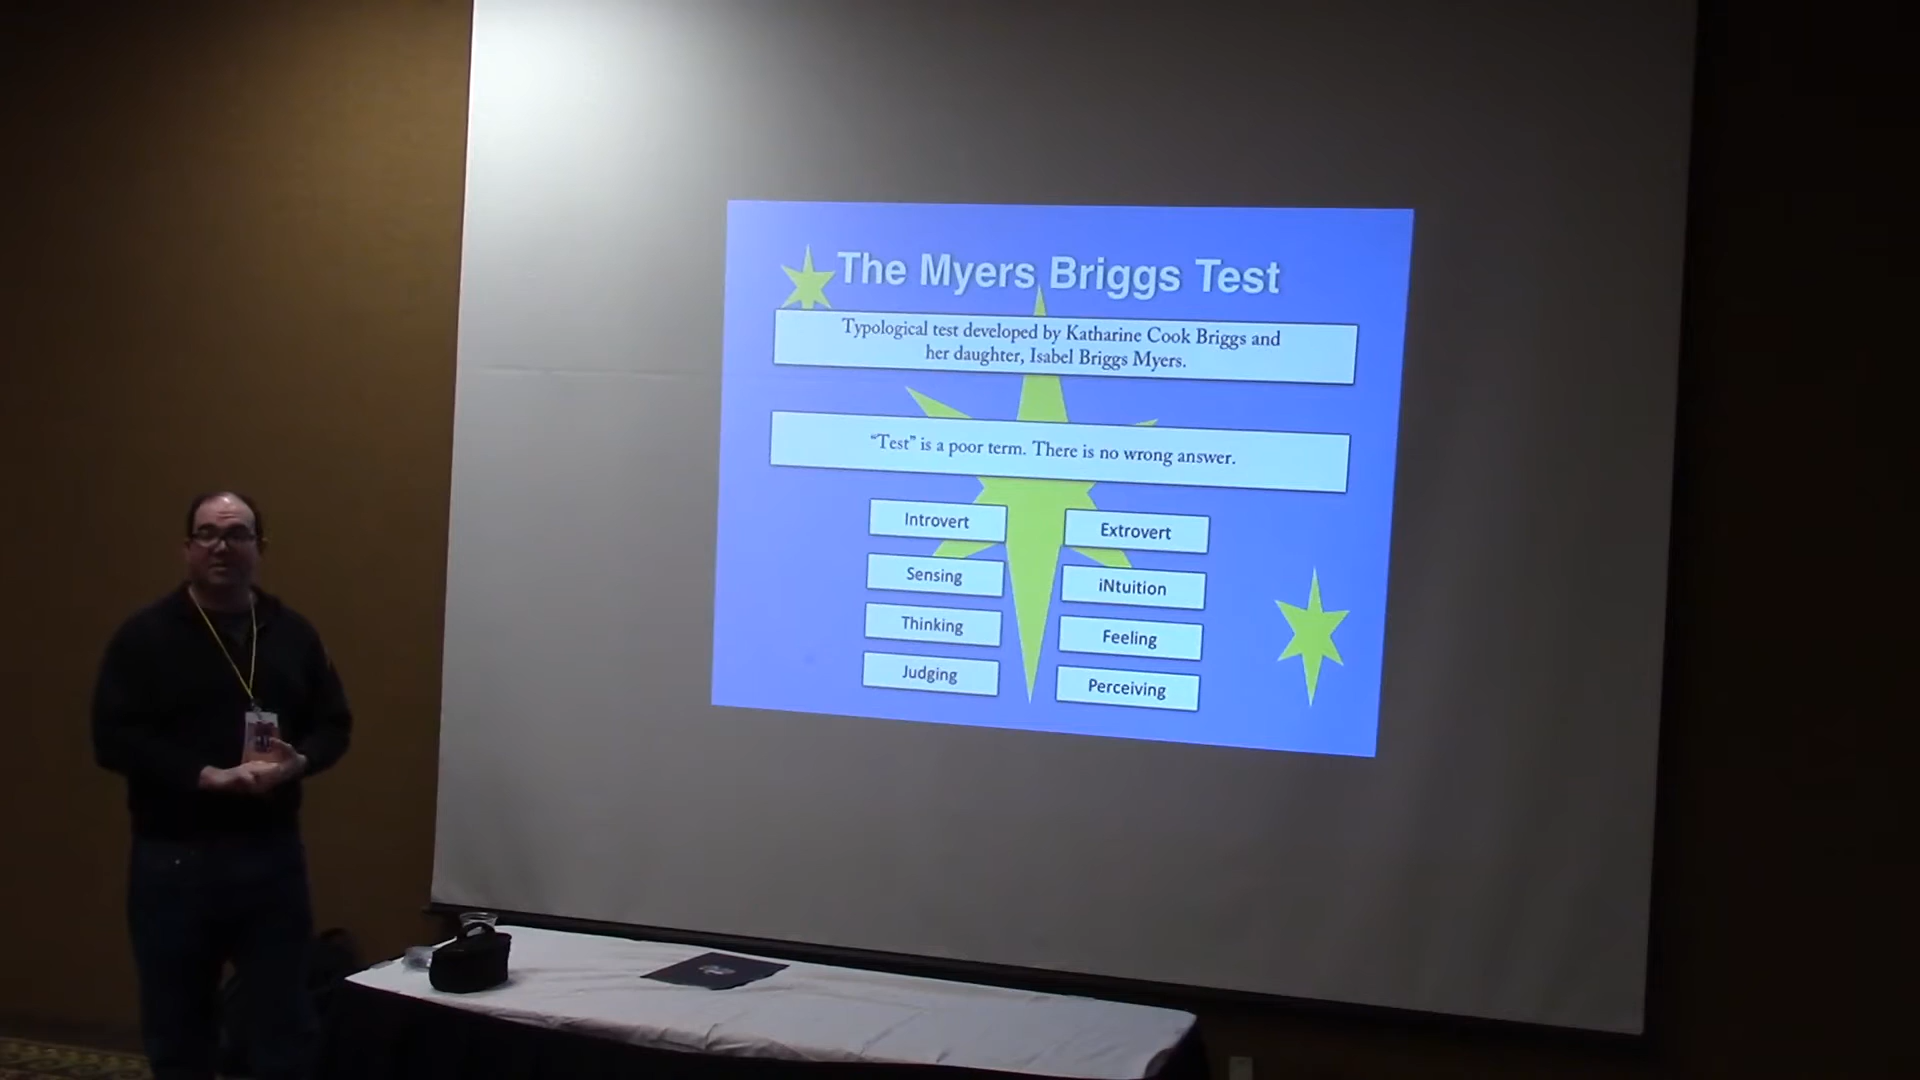 The Myers Briggs Test
Typological test developed by Katharine Cook Briggs and
her daughter, Isabel Briggs Myers.
“Test” is a poor term. There is no wrong answer.
Introvert
Extrovert
Sensing
iNtuition
Thinking
Feeling
Judging
Perceiving